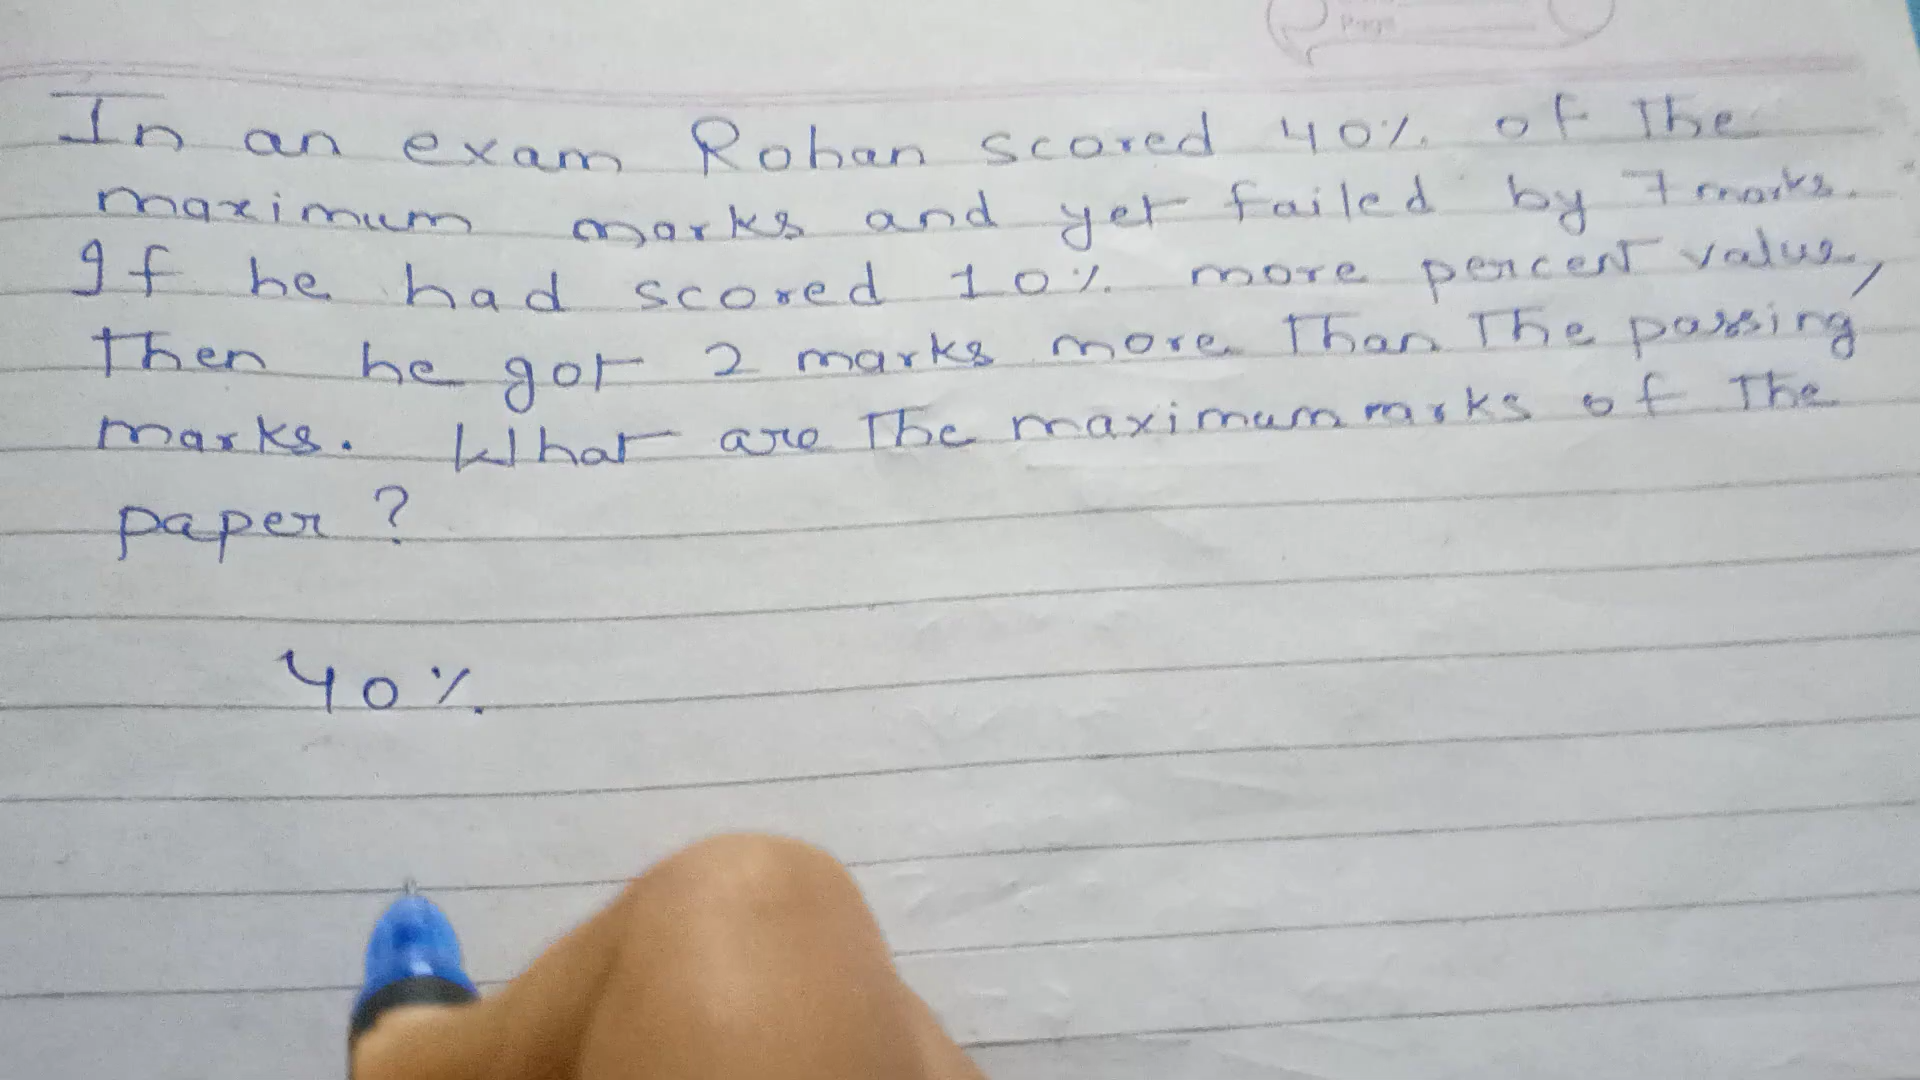 Page
In an exam Rohan scored 40% of The
maximum marks and yet failed by 7 marks.
If he had scored 10% more percent value,
Then he got 2 marks more Than The passing
marks. What are The maximum marks of The
paper ?
40%